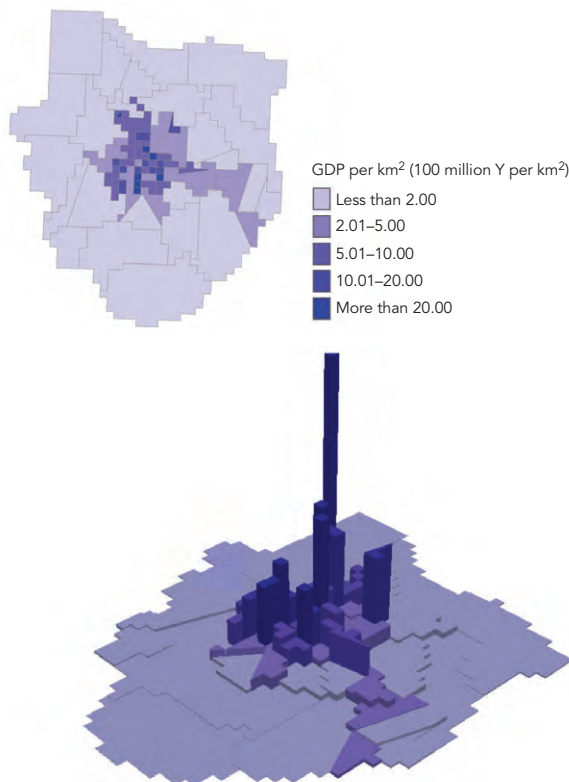 GDP per km² (100 million Y per km²)
Less than 2.00
2.01–5.00
5.01–10.00
10.01–20.00
More than 20.00